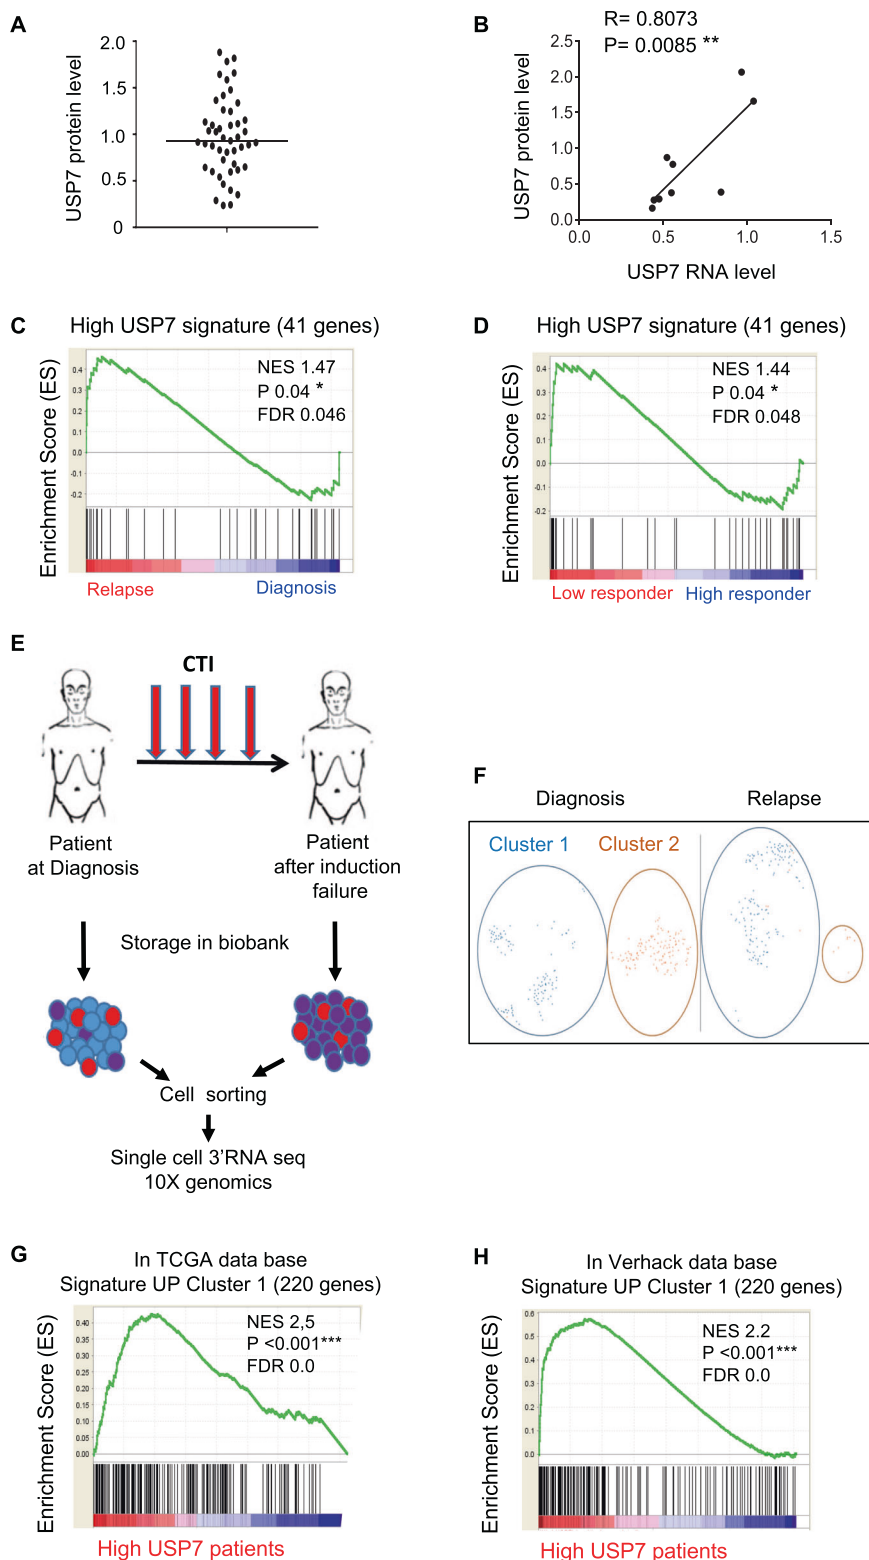 A
USP7 protein level
2.0
1.5
1.0
0.5
0
B
R= 0.8073
P= 0.0085 **
USP7 protein level
2.5
2.0
1.5
1.0
0.5
0.0
0.0 0.5 1.0 1.5
USP7 RNA level
C
High USP7 signature (41 genes)
Enrichment Score (ES)
NES 1.47
P 0.04 *
FDR 0.046
0.4
0.3
0.2
0.1
0.0
-0.1
-0.2
Relapse Diagnosis
D
High USP7 signature (41 genes)
Enrichment Score (ES)
NES 1.44
P 0.04 *
FDR 0.048
0.4
0.3
0.2
0.1
0.0
-0.1
-0.2
Low responder High responder
E
CTI
Patient
at Diagnosis
Patient
after induction
failure
Storage in biobank
Cell sorting
Single cell 3'RNA seq
10X genomics
F
Diagnosis Relapse
Cluster 1 Cluster 2
G
In TCGA data base
Signature UP Cluster 1 (220 genes)
Enrichment Score (ES)
NES 2,5
P <0.001***
FDR 0.0
0.40
0.35
0.30
0.25
0.20
0.15
0.10
0.05
0.00
High USP7 patients
H
In Verhack data base
Signature UP Cluster 1 (220 genes)
Enrichment Score (ES)
NES 2.2
P <0.001***
FDR 0.0
0.6
0.5
0.4
0.3
0.2
0.1
0.0
High USP7 patients